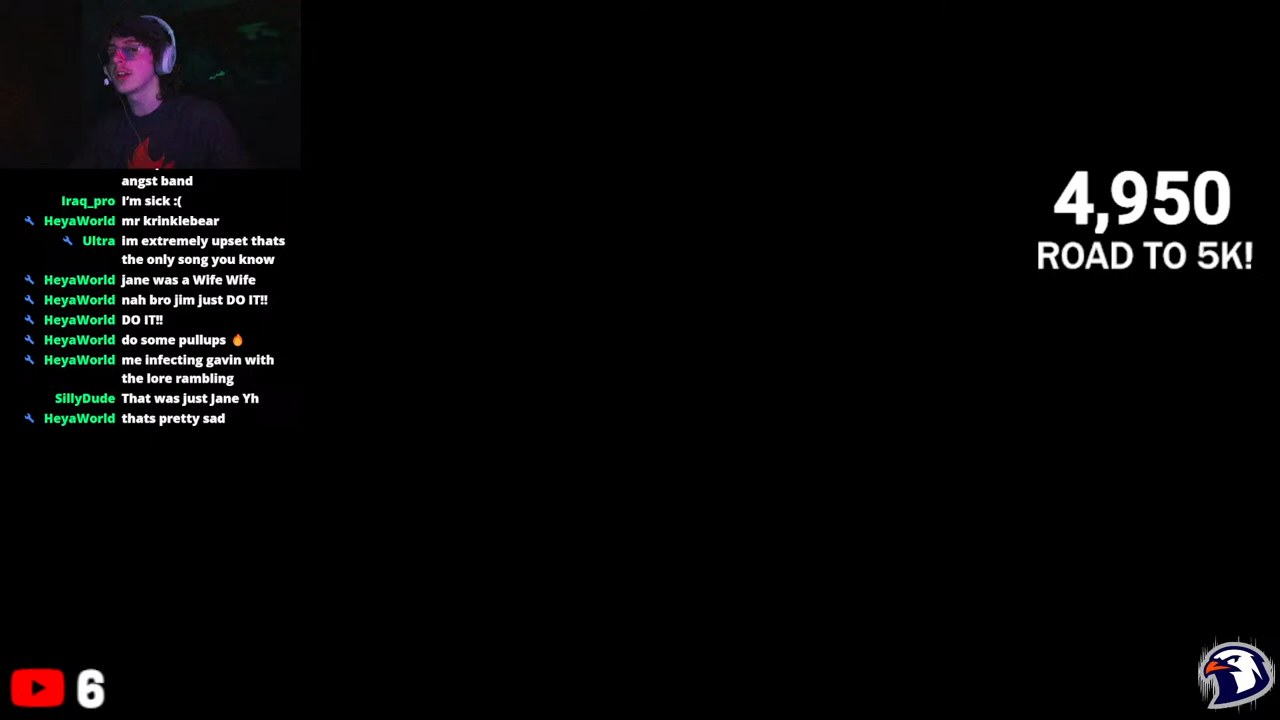 angst band
Iraq_pro I'm sick :(
HeyaWorld mr krinklebear
Ultra im extremely upset thats
the only song you know
HeyaWorld jane was a Wife Wife
HeyaWorld nah bro jim just DO IT!!
HeyaWorld DO IT!!
HeyaWorld do some pullups 🔥
HeyaWorld me infecting gavin with
the lore rambling
SillyDude That was just Jane Yh
HeyaWorld thats pretty sad
4,950
ROAD TO 5K!
6